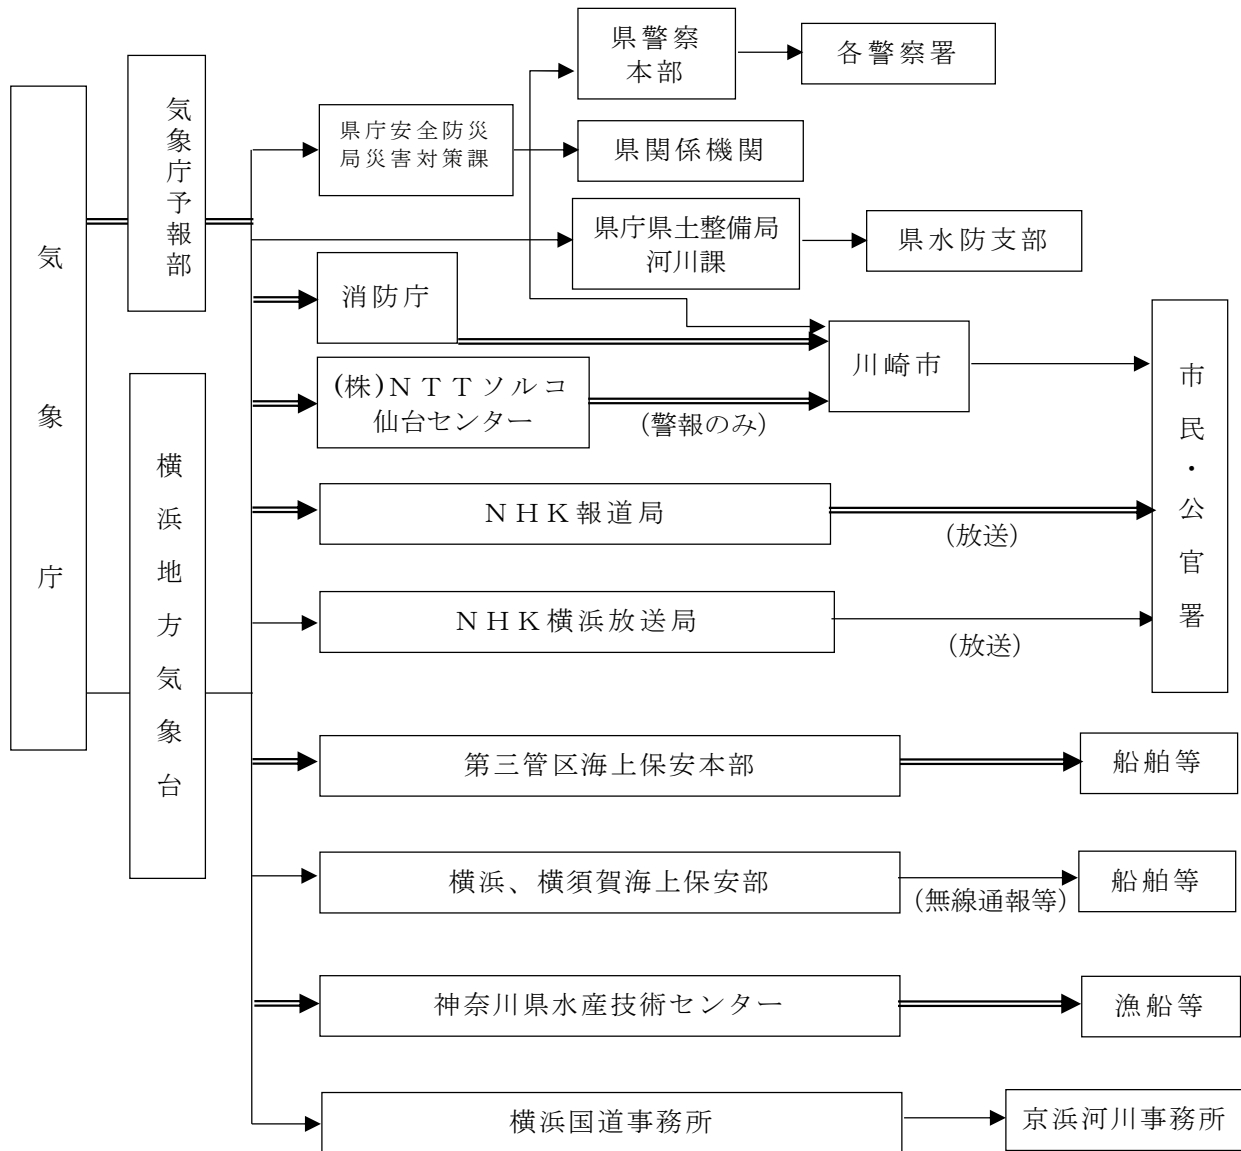 気象庁
気象庁予報部
横浜地方気象台
県庁安全防災
局災害対策課
県警察
本部
各警察署
県関係機関
県庁県土整備局
河川課
県水防支部
消防庁
(株)NTTソルコ
仙台センター
(警報のみ)
川崎市
市民・公官署
NHK報道局
(放送)
NHK横浜放送局
(放送)
第三管区海上保安本部
船舶等
横浜、横須賀海上保安部
(無線通報等)
船舶等
神奈川県水産技術センター
漁船等
横浜国道事務所
京浜河川事務所